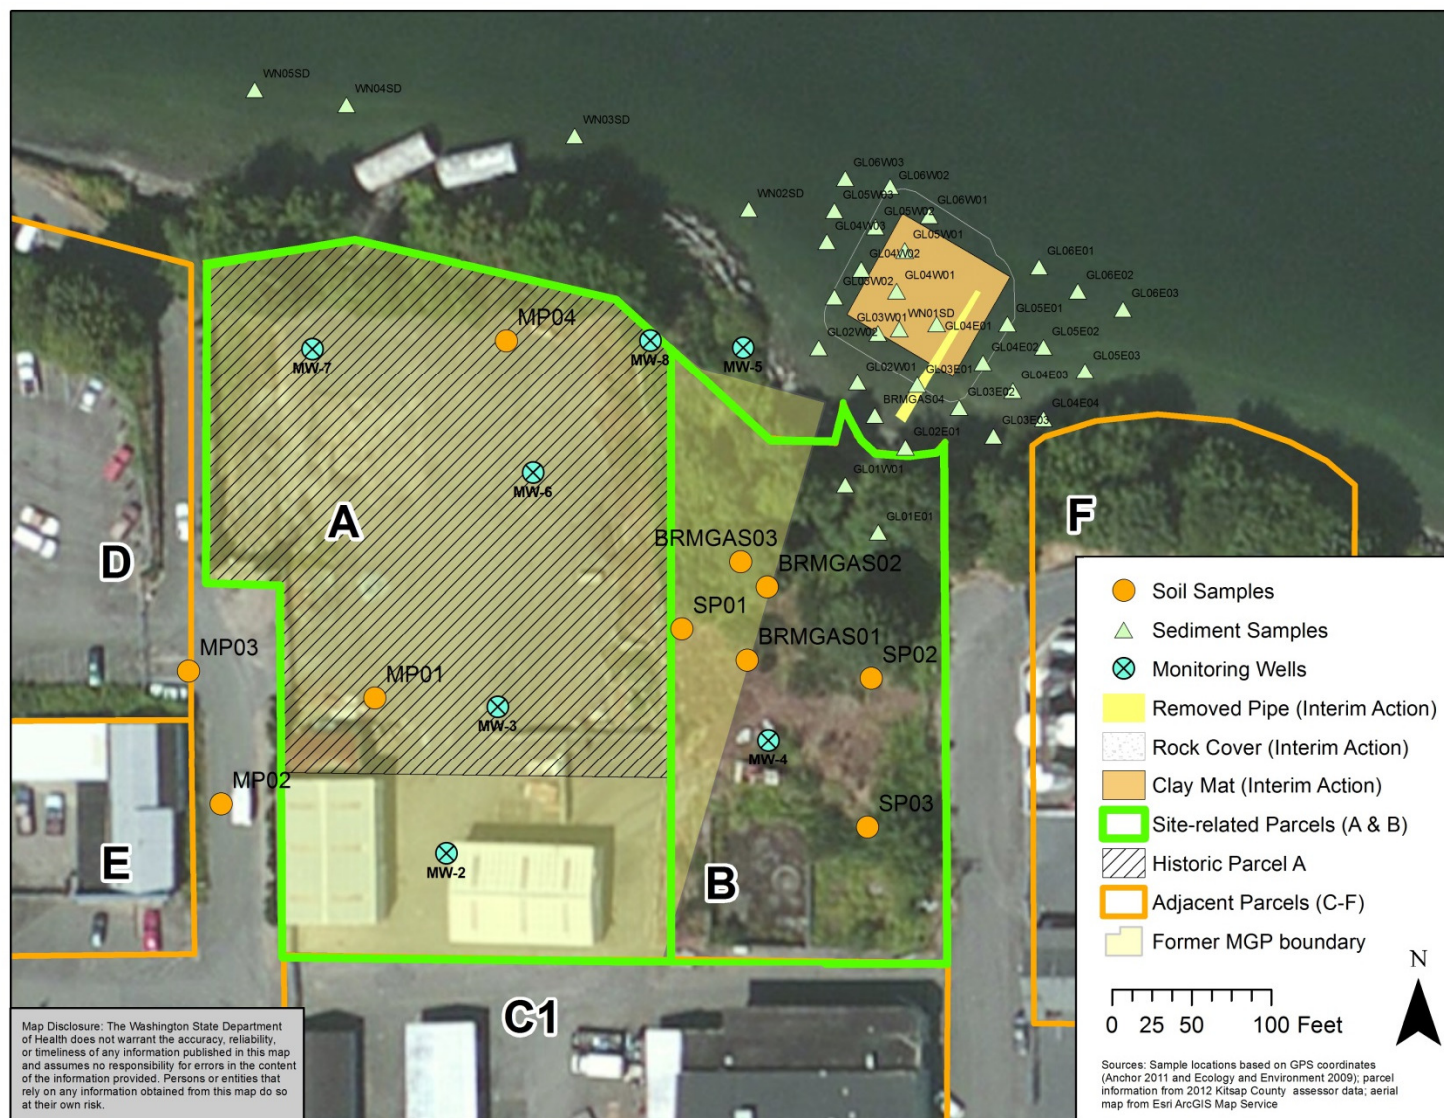 WN05SD
WN04SD
WN03SD
GL06W03
GL06W02
WN02SD
GL05W03
GL06W01
GL05W02
GL04W03
GL05W01
GL04W02
GL06E01
GL04W01
GL03W02
GL06E02
GL06E03
GL05E01
GL03W01
WN01SD
GL04E01
GL02W02
GL05E02
MP04
MW-7
MW-8
MW-5
GL04E02
GL02W01
GL03E01
GL05E03
GL04E03
GL03E02
BRMGAS04
GL04E04
GL03E03
GL02E01
MW-6
GL01W01
A
F
GL01E01
D
BRMGAS03
BRMGAS02
SP01
BRMGAS01
MP03
SP02
MP01
MW-3
MW-4
MP02
SP03
E
MW-2
B
C1
Soil Samples
Sediment Samples
Monitoring Wells
Removed Pipe (Interim Action)
Rock Cover (Interim Action)
Clay Mat (Interim Action)
Site-related Parcels (A & B)
Historic Parcel A
Adjacent Parcels (C-F)
Former MGP boundary
N
0 25 50 100 Feet
Sources: Sample locations based on GPS coordinates
(Anchor 2011 and Ecology and Environment 2009); parcel
information from 2012 Kitsap County assessor data; aerial
map from Esri ArcGIS Map Service
Map Disclosure: The Washington State Department
of Health does not warrant the accuracy, reliability,
or timeliness of any information published in this map
and assumes no responsibility for errors in the content
of the information provided. Persons or entities that
rely on any information obtained from this map do so
at their own risk.